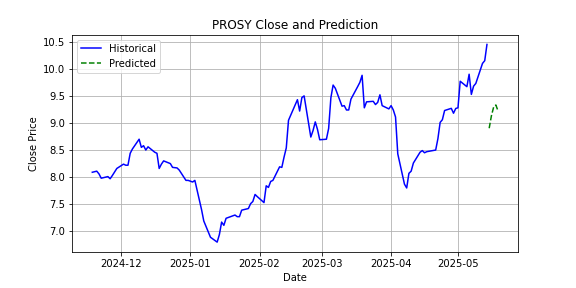 PROSY Close and Prediction
Historical
Predicted
Close Price
10.5
10.0
9.5
9.0
8.5
8.0
7.5
7.0
2024-12
2025-01
2025-02
2025-03
2025-04
2025-05
Date